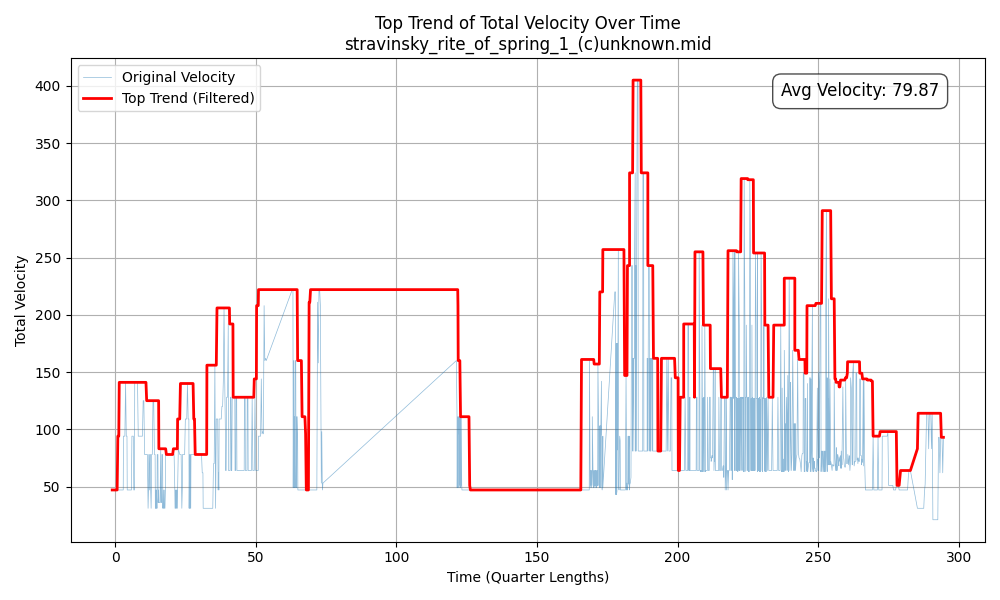 Top Trend of Total Velocity Over Time
stravinsky_rite_of_spring_1_(c)unknown.mid
Original Velocity
Top Trend (Filtered)
Avg Velocity: 79.87
Total Velocity
400
350
300
250
200
150
100
50
0 50 100 150 200 250 300
Time (Quarter Lengths)